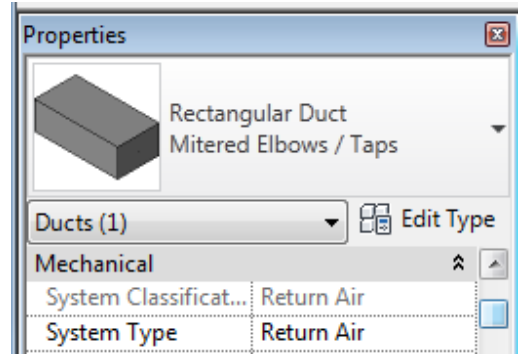 Properties
Rectangular Duct
Mitered Elbows / Taps
Ducts (1)
Edit Type
Mechanical
System Classificat... Return Air
System Type Return Air